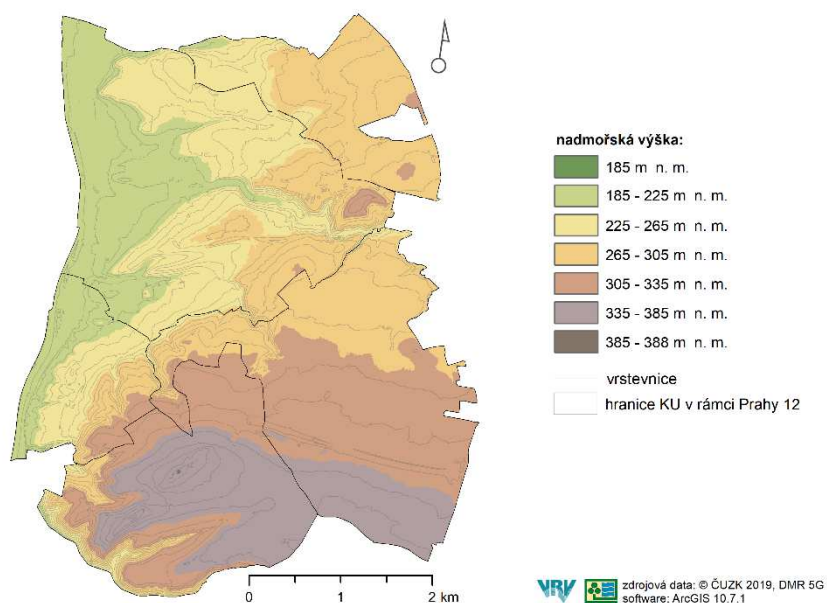 nadmořská výška:
185 m n. m.
185 - 225 m n. m.
225 - 265 m n. m.
265 - 305 m n. m.
305 - 335 m n. m.
335 - 385 m n. m.
385 - 388 m n. m.
vrstevnice
hranice KU v rámci Prahy 12
0 1 2 km
VRV
zdrojová data: © ČUZK 2019, DMR 5G
software: ArcGIS 10.7.1